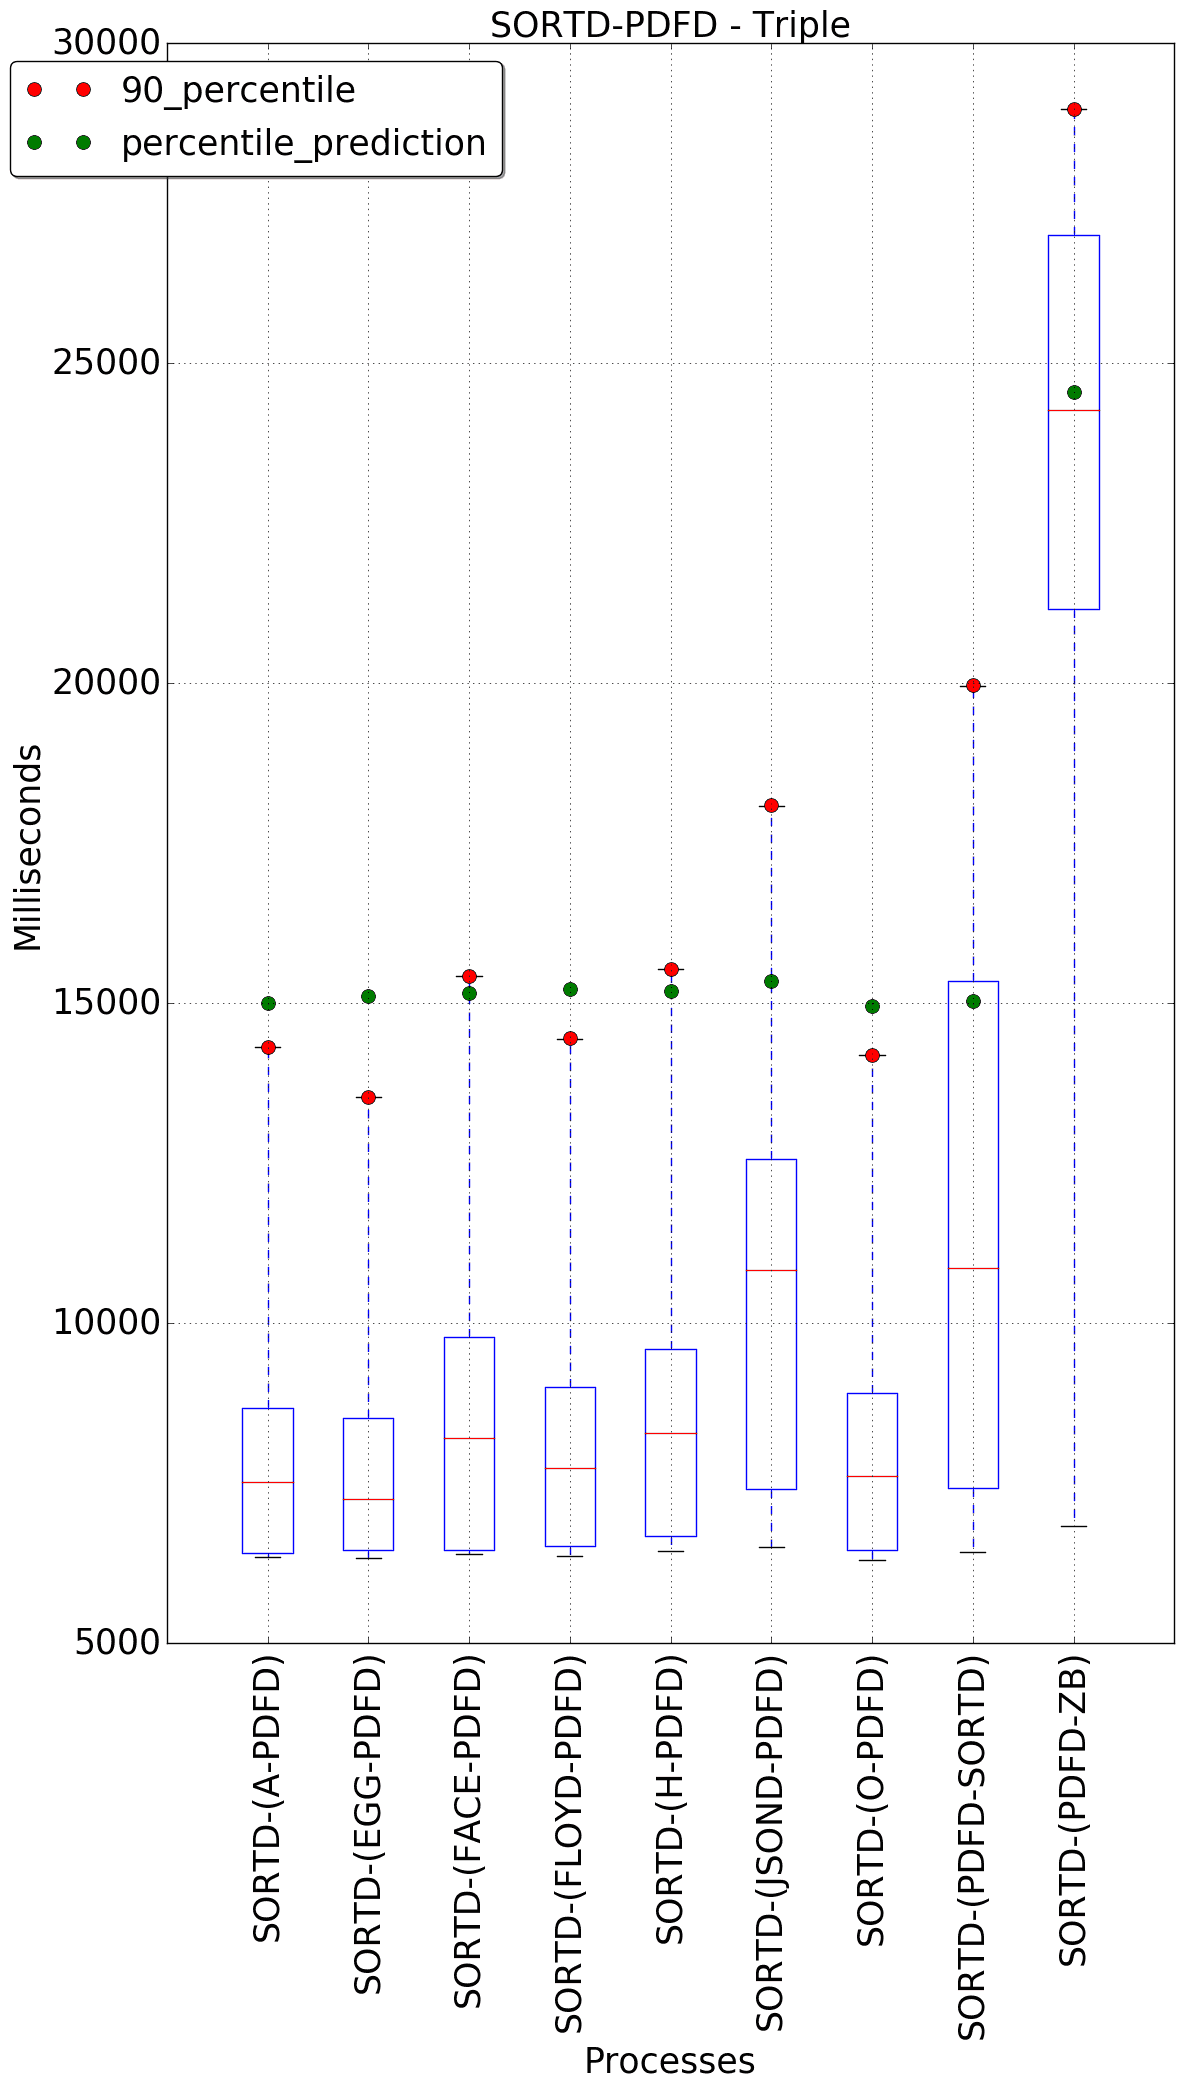 SORTD-PDFD - Triple
90_percentile
percentile_prediction
30000
25000
20000
15000
10000
5000
Milliseconds
SORTD-(A-PDFD)
SORTD-(EGG-PDFD)
SORTD-(FACE-PDFD)
SORTD-(FLOYD-PDFD)
SORTD-(H-PDFD)
SORTD-(JSOND-PDFD)
SORTD-(O-PDFD)
SORTD-(PDFD-SORTD)
SORTD-(PDFD-ZB)
Processes